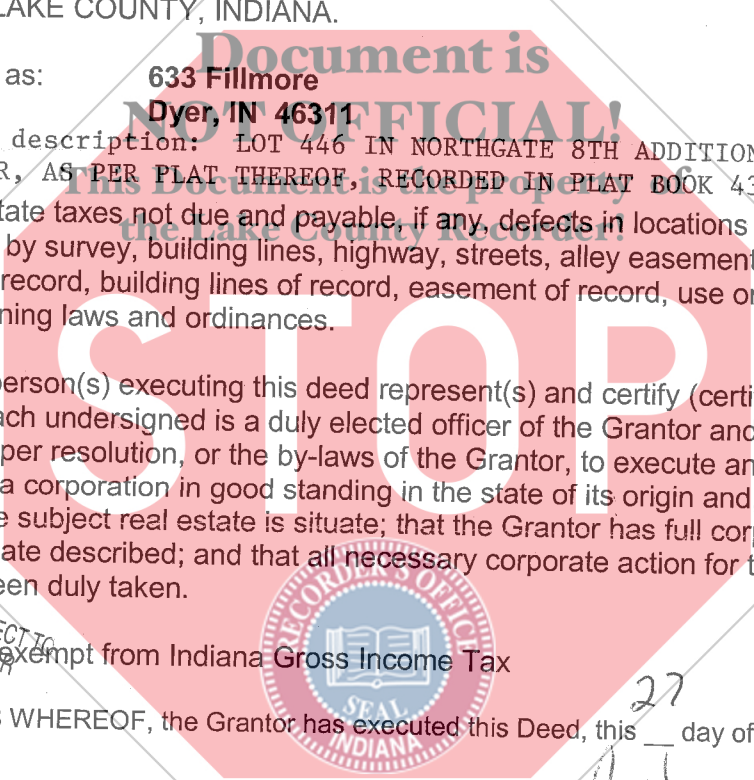 LAKE COUNTY, INDIANA.
Document is
as: 633 Fillmore
Dyer, IN 46311
NOT OFFICIAL!
description: LOT 446 IN NORTHGATE 8TH ADDITION
R, AS PER PLAT THEREOF, RECORDED IN PLAT BOOK 43
This Document is the property of
tate taxes not due and payable, if any, defects in locations
the Lake County Recorder!
by survey, building lines, highway, streets, alley easement
record, building lines of record, easement of record, use or
ning laws and ordinances.
STOP
person(s) executing this deed represent(s) and certify (certi
ach undersigned is a duly elected officer of the Grantor and
per resolution, or the by-laws of the Grantor, to execute an
a corporation in good standing in the state of its origin and
e subject real estate is situate; that the Grantor has full corp
ate described; and that all necessary corporate action for t
een duly taken.
RECORDER'S OFFICE
ECT TO
exempt from Indiana Gross Income Tax
SEAL
INDIANA
27
S WHEREOF, the Grantor has executed this Deed, this __ day of